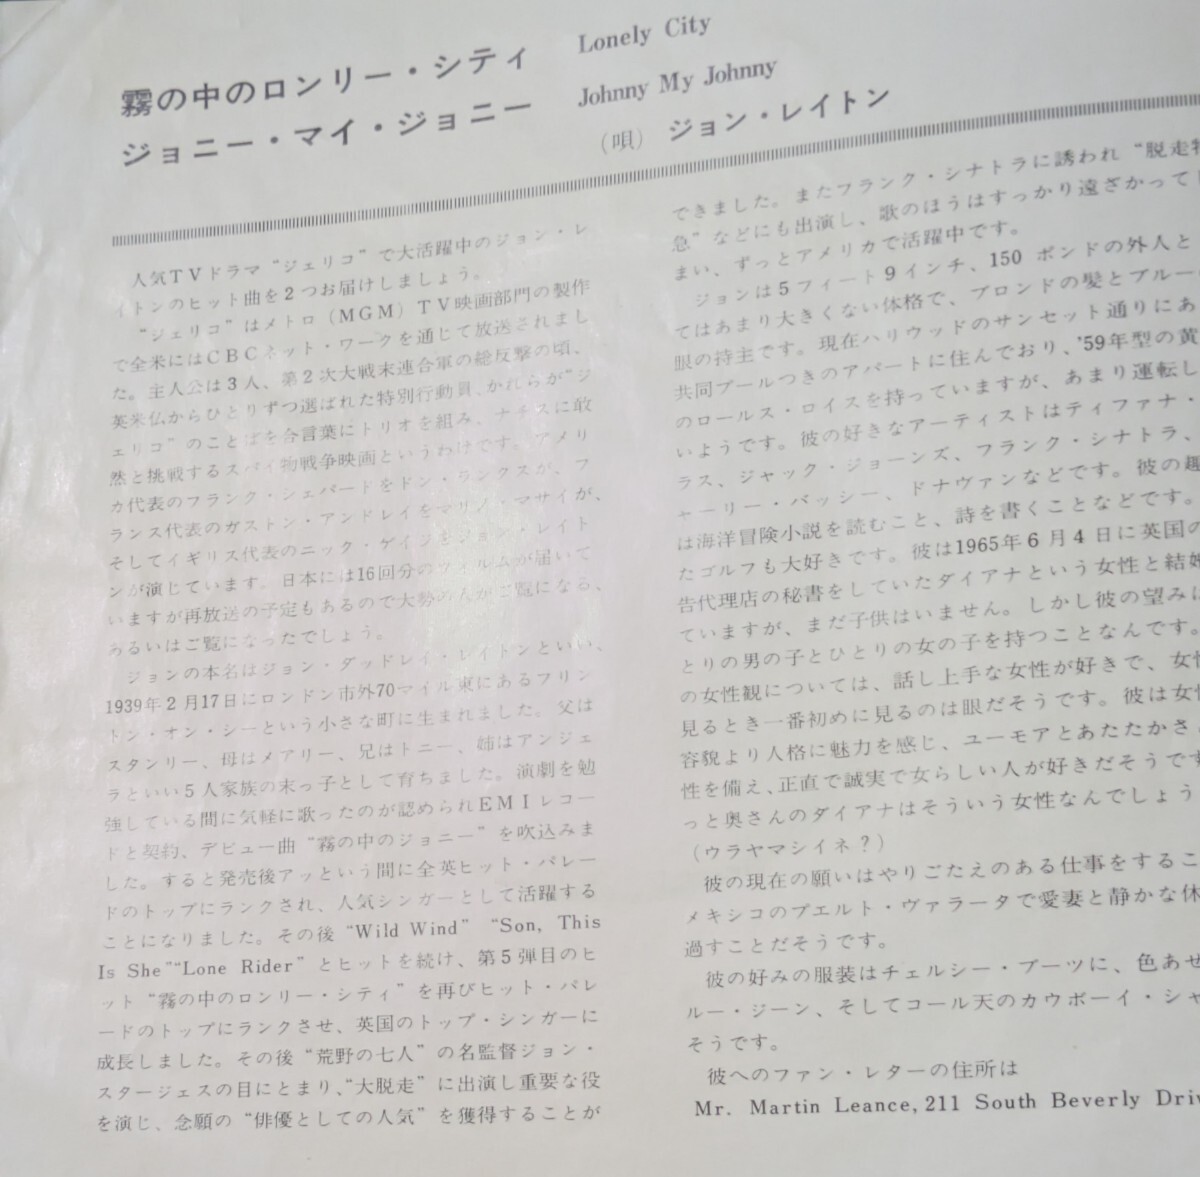 霧の中のロンリー・シティ Lonely City
ジョニー・マイ・ジョニー Johnny My Johnny
(唄) ジョン・レイトン
人気TVドラマ“ジェリコ”で大活躍中のジョン・レ
イトンのヒット曲を2つお届けしましょう。
“ジェリコ”はメトロ(MGM)TV映画部門の製作
で全米にはCBCネット・ワークを通じて放送されまし
た。主人公は3人、第2次大戦末連合軍の総反撃の頃、
英米仏からひとりずつ選ばれた特別行動員、かれらが“ジ
ェリコ”のことばを合言葉にトリオを組み、ナチスに敢
然と挑戦するスパイ物戦争映画というわけです。アメリ
カ代表のフランク・シェパードをドン・フランクスが、フ
ランス代表のガストン・アンドレイをマリノ・マサイが、
そしてイギリス代表のニック・ゲイジをジョン・レイト
ンが演じています。日本には16回分のフィルムが届いて
いますが再放送の予定もあるので大勢の人がご覧になる、
あるいはご覧になったでしょう。
ジョンの本名はジョン・ダッドレイ・レイトンといい、
1939年2月17日にロンドン市外70マイル東にあるフリン
トン・オン・シーという小さな町に生まれました。父は
スタンリー、母はメアリー、兄はトニー、姉はアンジェ
ラといい5人家族の末っ子として育ちました。演劇を勉
強している間に気軽に歌ったのが認められEMIレコー
ドと契約、デビュー曲“霧の中のジョニー”を吹込みま
した。すると発売後アッという間に全英ヒット・パレー
ドのトップにランクされ、人気シンガーとして活躍する
ことになりました。その後“Wild Wind” “Son, This
Is She”“Lone Rider”とヒットを続け、第5弾目のヒ
ット“霧の中のロンリー・シティ”を再びヒット・パレ
ードのトップにランクさせ、英国のトップ・シンガーに
成長しました。その後“荒野の七人”の名監督ジョン・
スタージェスの目にとまり、“大脱走”に出演し重要な役
を演じ、念願の“俳優としての人気”を獲得することが
できました。またフランク・シナトラに誘われ“脱走特
急”などにも出演し、歌のほうはすっかり遠ざかってし
まい、ずっとアメリカで活躍中です。
ジョンは5フィート9インチ、150 ポンドの外人とし
てはあまり大きくない体格で、ブロンドの髪とブルー
眼の持主です。現在ハリウッドのサンセット通りにあ
共同プールつきのアパートに住んでおり、'59年型の黄
のロールス・ロイスを持っていますが、あまり運転し
いようです。彼の好きなアーティストはティファナ・
ラス、ジャック・ジョーンズ、フランク・シナトラ、
ャーリー・バッシー、ドナヴァンなどです。彼の趣
は海洋冒険小説を読むこと、詩を書くことなどです。
たゴルフも大好きです。彼は1965年6月4日に英国の
告代理店の秘書をしていたダイアナという女性と結婚
ていますが、まだ子供はいません。しかし彼の望みは
とりの男の子とひとりの女の子を持つことなんです。
の女性観については、話し上手な女性が好きで、女性
見るとき一番初めに見るのは眼だそうです。彼は女性
容貌より人格に魅力を感じ、ユーモアとあたたかさと
性を備え、正直で誠実で女らしい人が好きだそうです
っと奥さんのダイアナはそういう女性なんでしょう
(ウラヤマシイネ?)
彼の現在の願いはやりごたえのある仕事をするこ
メキシコのプエルト・ヴァラータで愛妻と静かな休
過すことだそうです。
彼の好みの服装はチェルシー・ブーツに、色あせ
ルー・ジーン、そしてコール天のカウボーイ・シャ
そうです。
彼へのファン・レターの住所は
Mr. Martin Leance, 211 South Beverly Driv